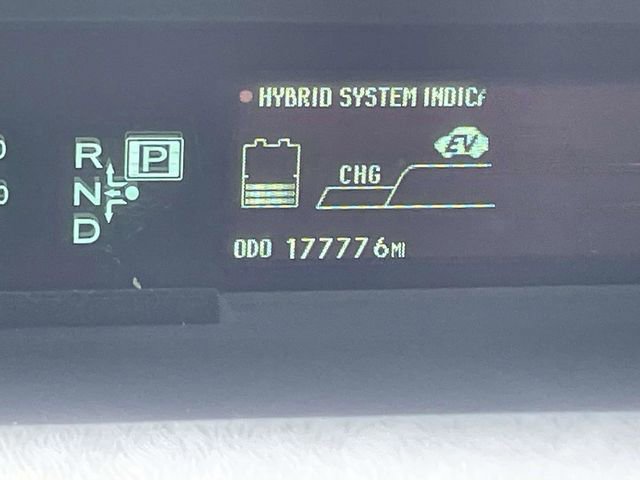 HYBRID SYSTEM INDIC
EV
R P
CHG
N
D
ODO 177776MI